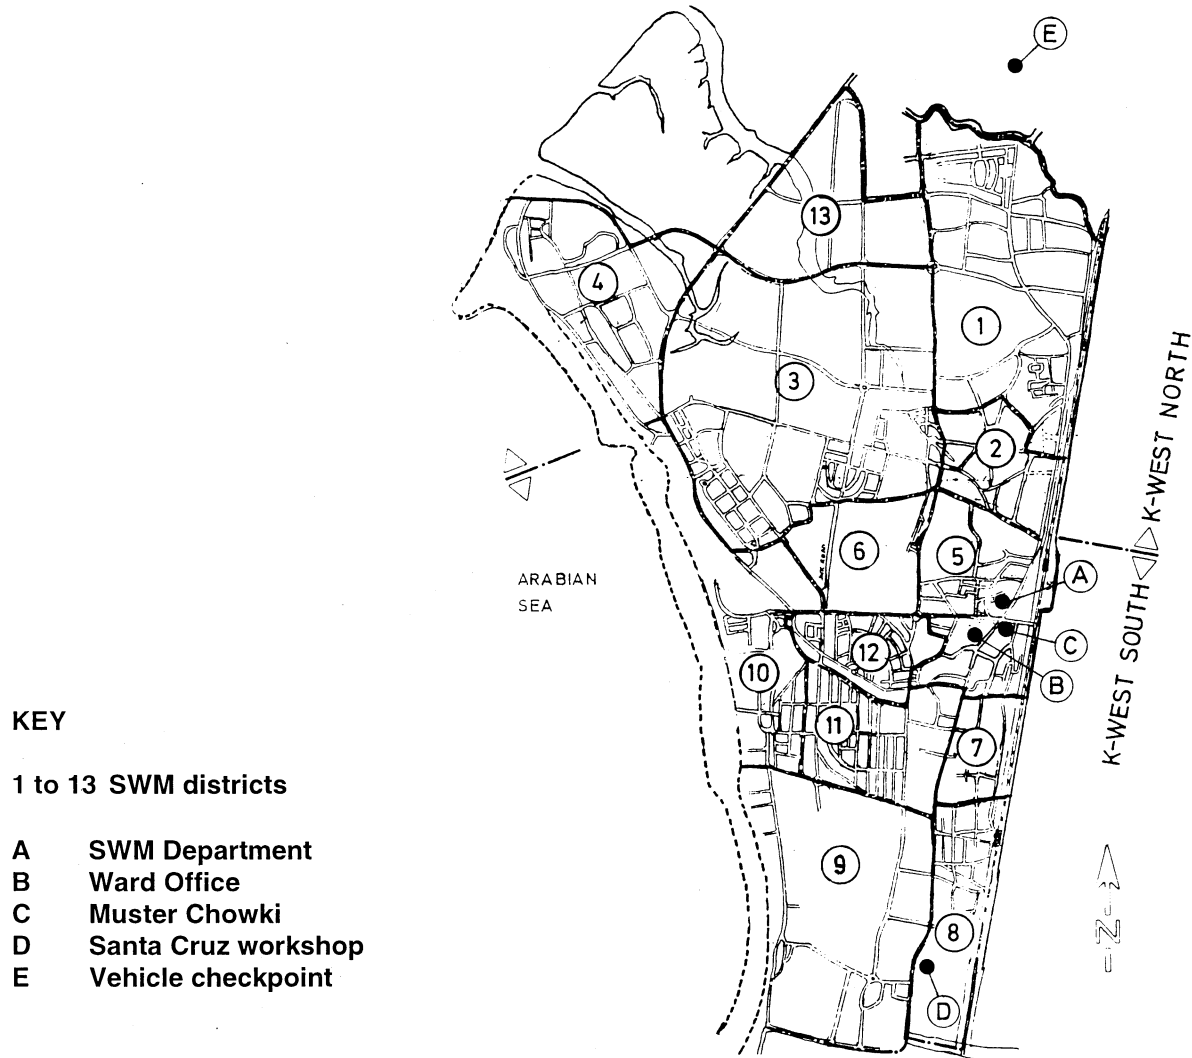 E
13
4
1
3
2
K-WEST NORTH
6
5
A
ARABIAN
SEA
C
12
10
B
K-WEST SOUTH
11
7
9
8
D
N
KEY
1 to 13 SWM districts
A SWM Department
B Ward Office
C Muster Chowki
D Santa Cruz workshop
E Vehicle checkpoint